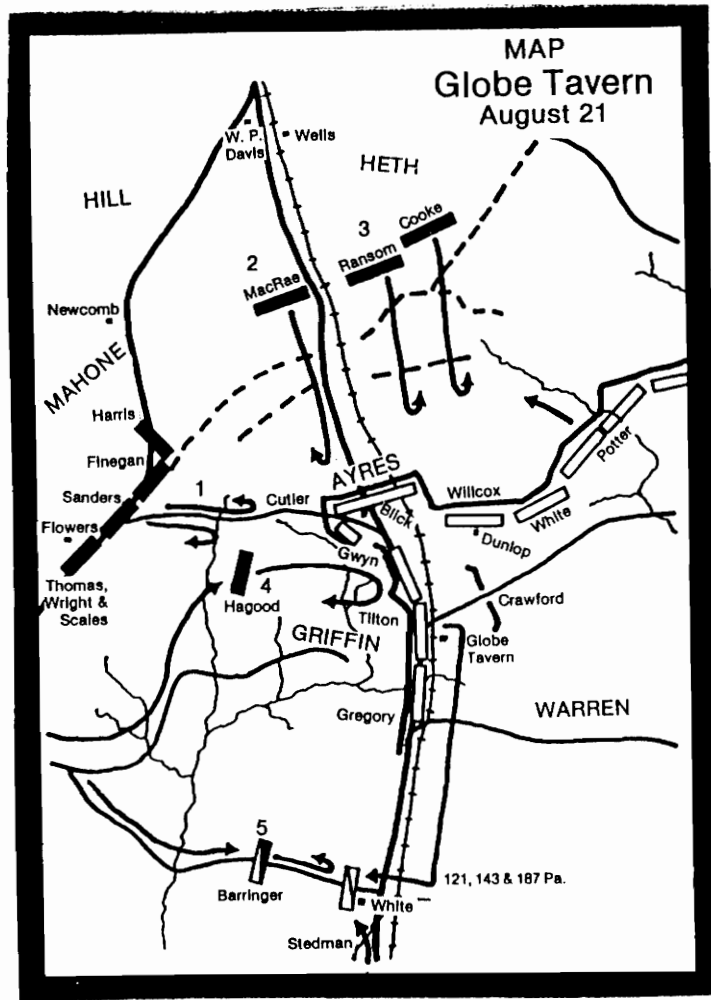 MAP
Globe Tavern
August 21
W. P.
Davis
Wells
HETH
HILL
3
Cooke
Ransom
2
MacRae
Newcomb
MAHONE
Harris
Finegan
Sanders
Flowers
Thomas,
Wright &
Scales
1
Cutler
AYRES
Blick
Gwyn
Willcox
Dunlop
White
Potter
4
Hagood
Tilton
Crawford
GRIFFIN
Globe
Tavern
Gregory
WARREN
5
Barringer
121, 143 & 187 Pa.
White
Stedman